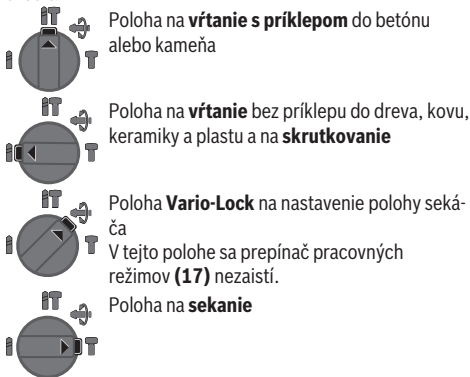 Poloha na vŕtanie s príklepom do betónu
alebo kameňa
Poloha na vŕtanie bez príklepu do dreva, kovu,
keramiky a plastu a na skrutkovanie
Poloha Vario-Lock na nastavenie polohy seká-
ča
V tejto polohe sa prepínač pracovných
režimov (17) nezaistí.
Poloha na sekanie